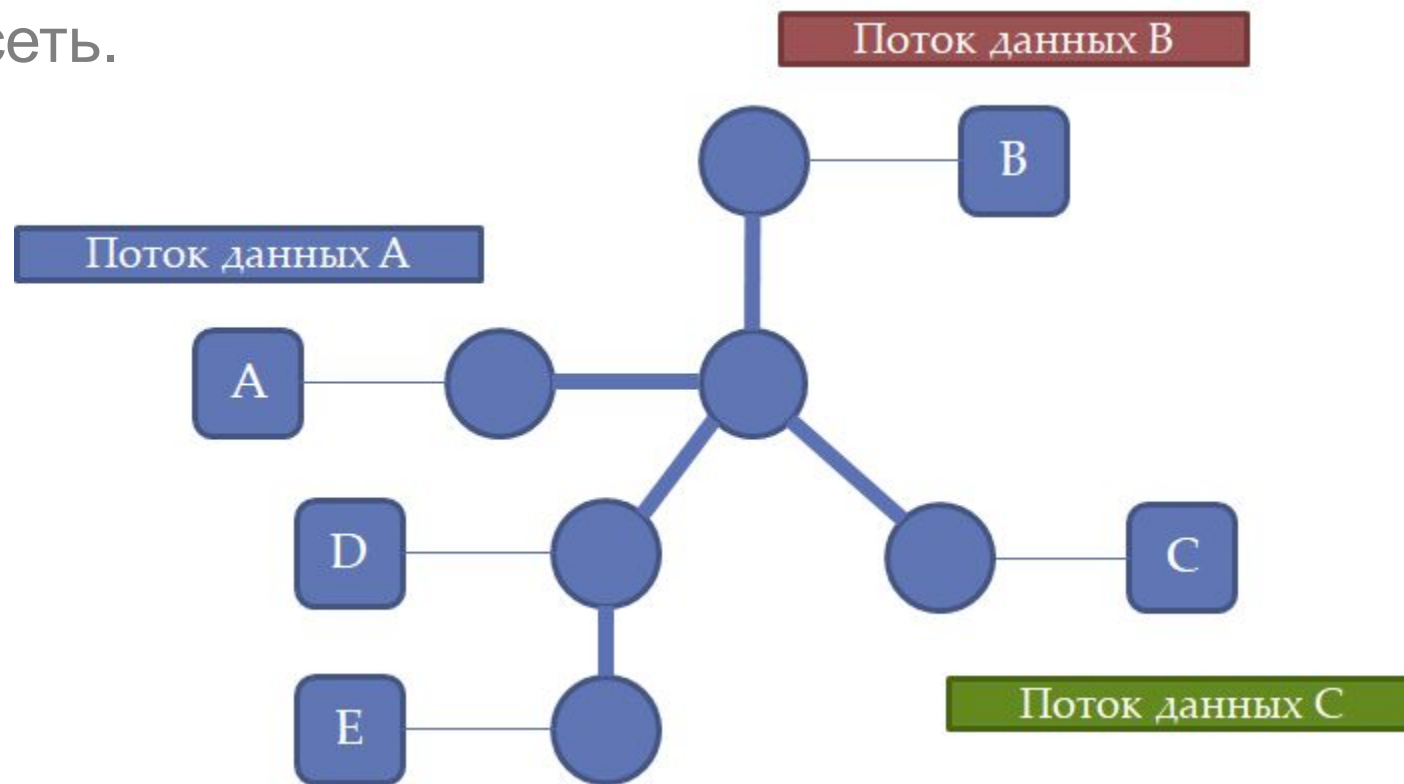 сеть.
Поток данных B
B
Поток данных A
A
D
C
E
Поток данных C